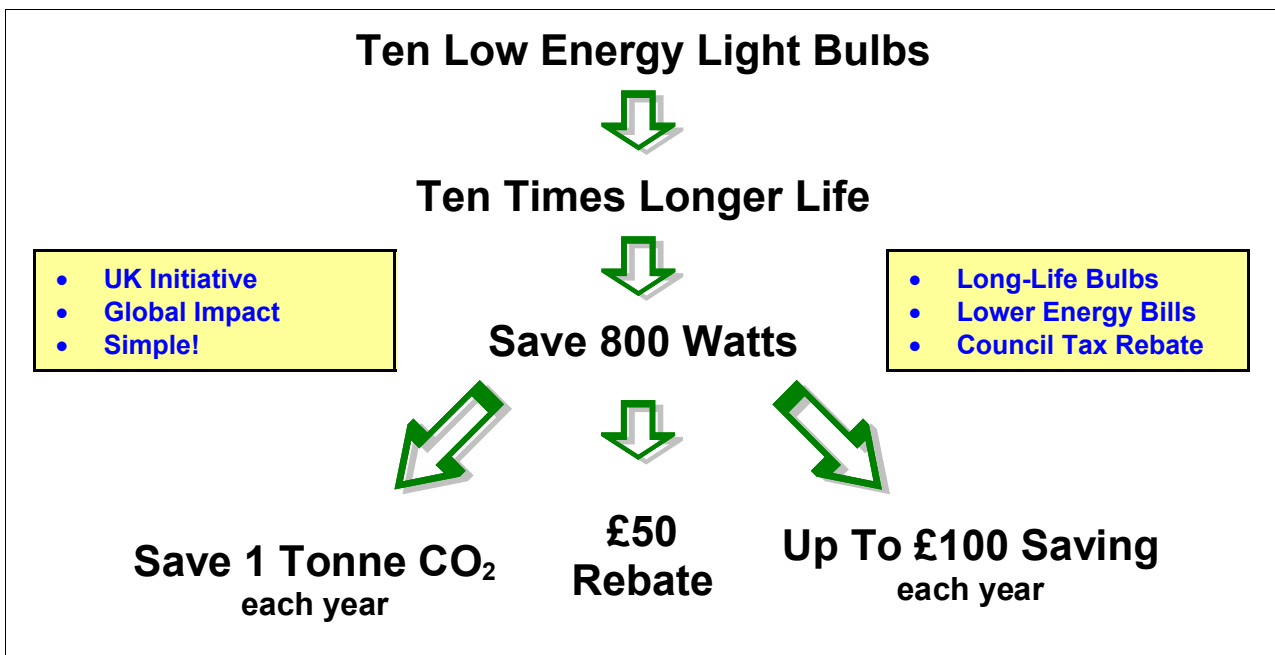 Ten Low Energy Light Bulbs
Ten Times Longer Life
• UK Initiative
• Global Impact
• Simple!
Save 800 Watts
• Long-Life Bulbs
• Lower Energy Bills
• Council Tax Rebate
Save 1 Tonne CO₂
each year
£50
Rebate
Up To £100 Saving
each year